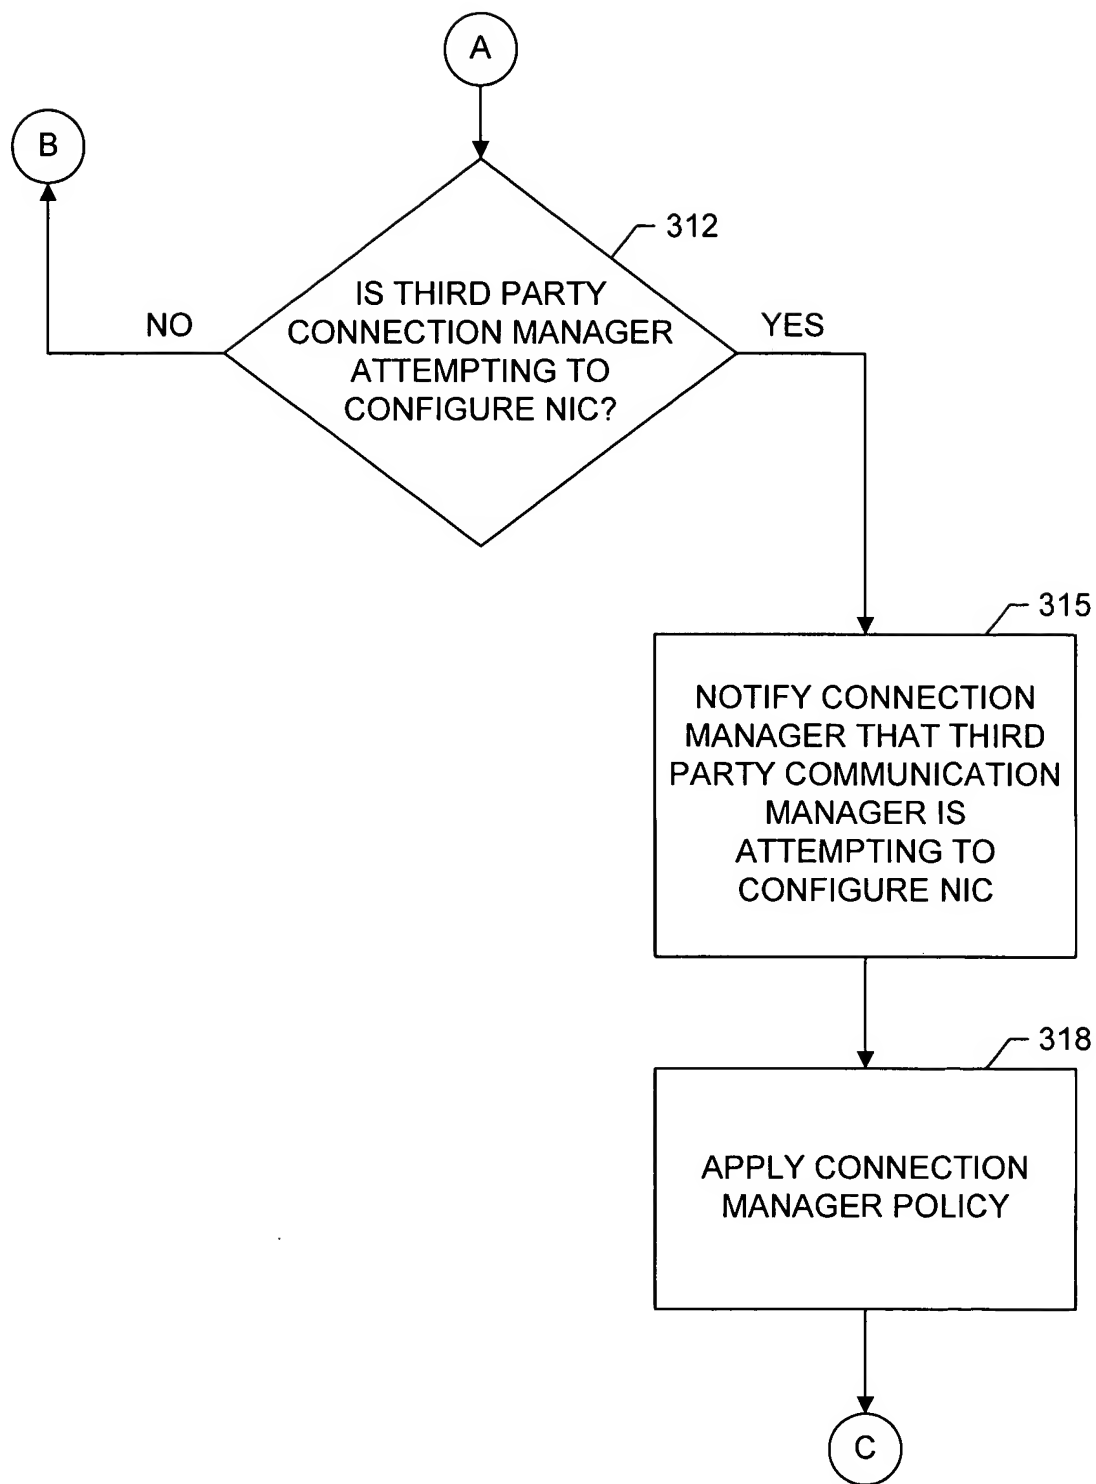 A
B
312
IS THIRD PARTY
CONNECTION MANAGER
ATTEMPTING TO
CONFIGURE NIC?
NO
YES
315
NOTIFY CONNECTION
MANAGER THAT THIRD
PARTY COMMUNICATION
MANAGER IS
ATTEMPTING TO
CONFIGURE NIC
318
APPLY CONNECTION
MANAGER POLICY
C